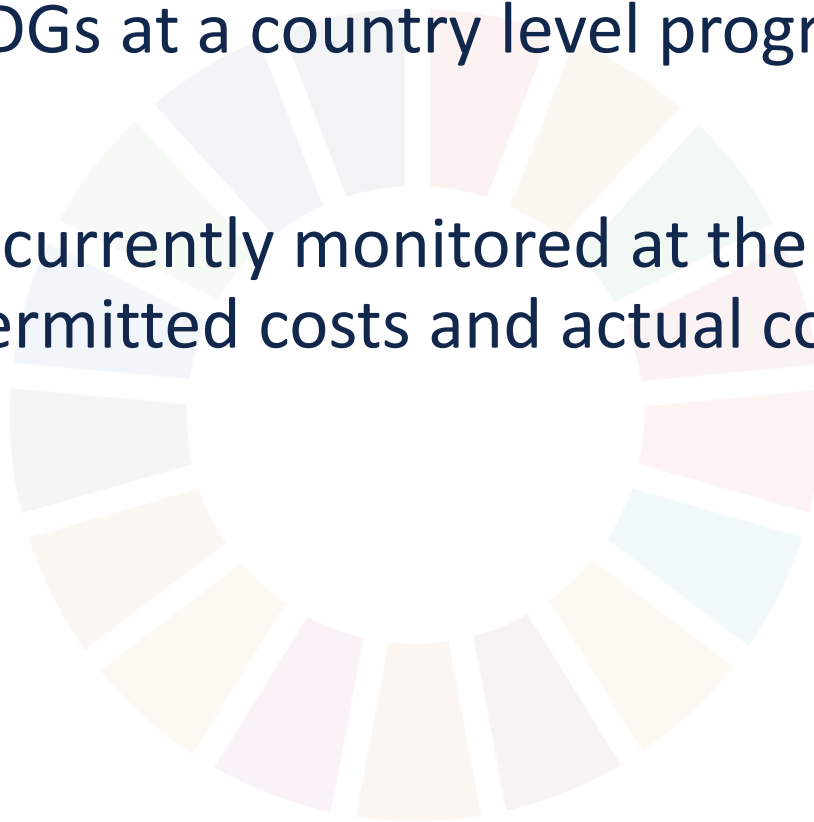 DGs at a country level progr
currently monitored at the
ermitted costs and actual co